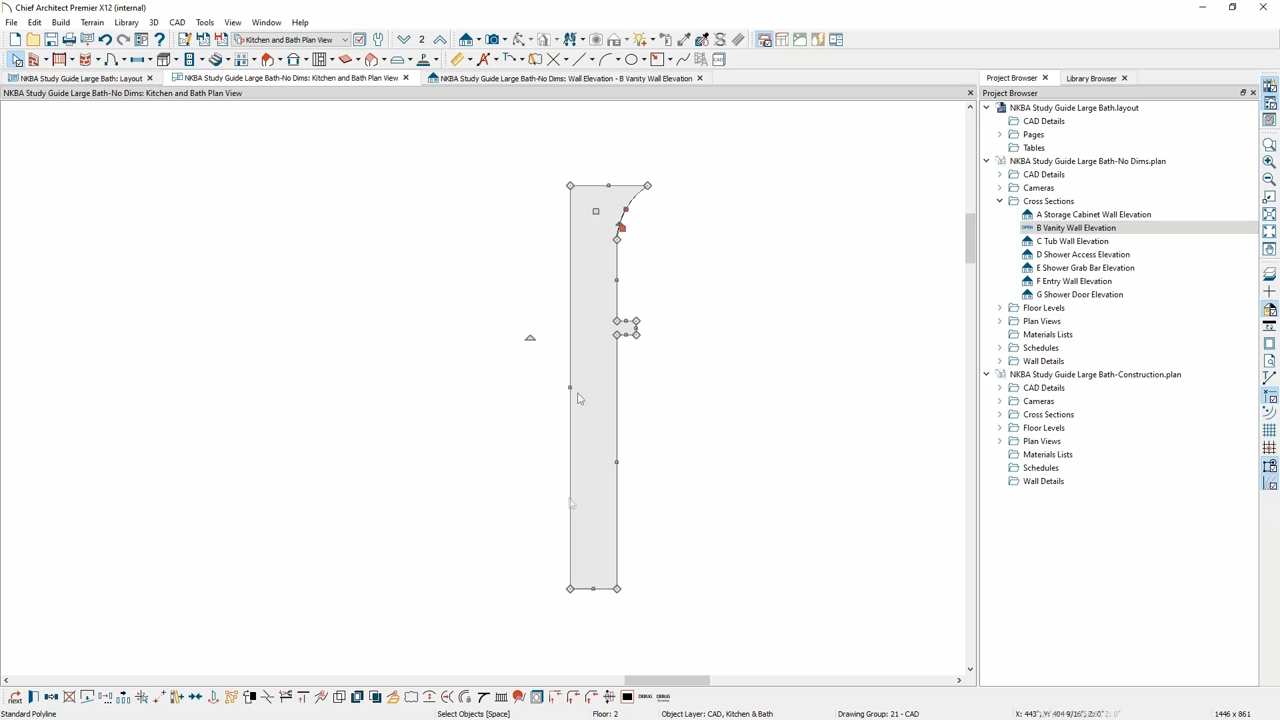 Chief Architect Premier X12 (internal)
File Edit Build Terrain Library 3D CAD Tools View Window Help
Kitchen and Bath Plan View 2
NKBA Study Guide Large Bath: Layout NKBA Study Guide Large Bath-No Dims: Kitchen and Bath Plan View NKBA Study Guide Large Bath-No Dims: Wall Elevation - B Vanity Wall Elevation
NKBA Study Guide Large Bath-No Dims: Kitchen and Bath Plan View
Project Browser Library Browser
Project Browser
NKBA Study Guide Large Bath.layout
CAD Details
Pages
Tables
NKBA Study Guide Large Bath-No Dims.plan
CAD Details
Cameras
Cross Sections
A Storage Cabinet Wall Elevation
OPEN B Vanity Wall Elevation
C Tub Wall Elevation
D Shower Access Elevation
E Shower Grab Bar Elevation
F Entry Wall Elevation
G Shower Door Elevation
Floor Levels
Plan Views
Materials Lists
Schedules
Wall Details
NKBA Study Guide Large Bath-Construction.plan
CAD Details
Cameras
Cross Sections
Floor Levels
Plan Views
Materials Lists
Schedules
Wall Details
next DEBUG DEBUG
Standard Polyline Select Objects [Space] Floor: 2 Object Layer: CAD, Kitchen & Bath Drawing Group: 21 - CAD 1446 x 861